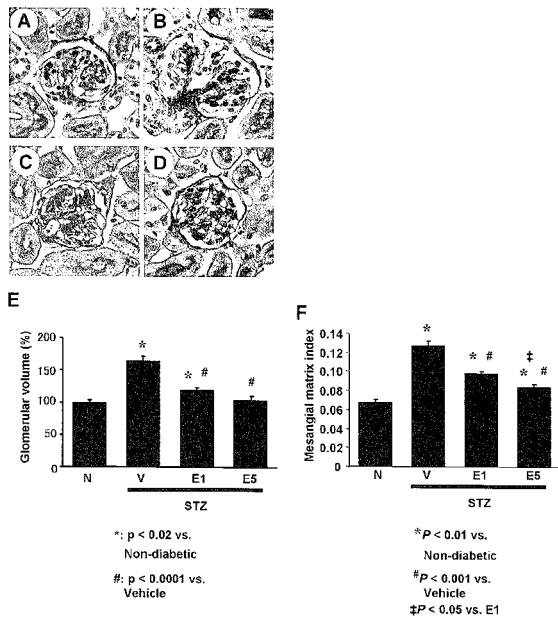 A B
C D
E
Glomerular volume (%)
200
150
100
50
0
* * # #
N V E1 E5
STZ
*: p < 0.02 vs.
Non-diabetic
#: p < 0.0001 vs.
Vehicle
F
Mesangial matrix index
0.14
0.12
0.10
0.08
0.06
0.04
0.02
0
* * # ‡ * #
N V E1 E5
STZ
*P < 0.01 vs.
Non-diabetic
#P < 0.001 vs.
Vehicle
‡P < 0.05 vs. E1